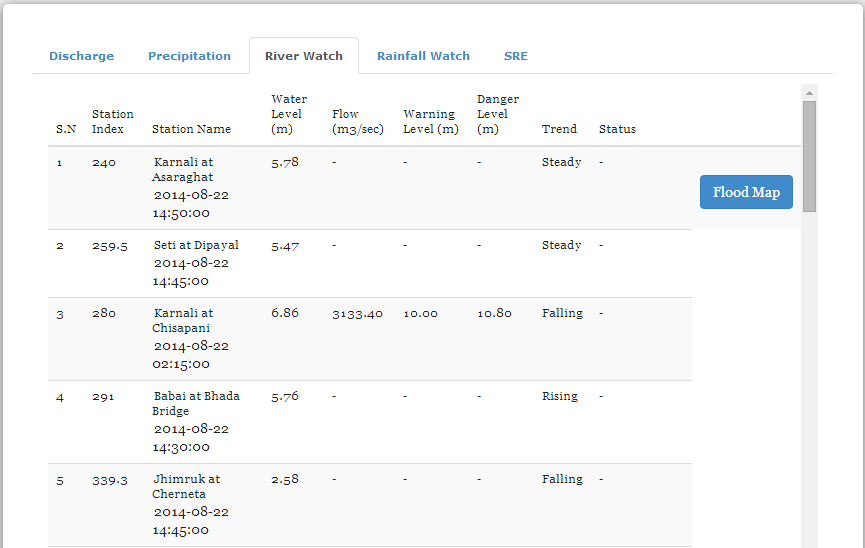 Discharge Precipitation River Watch Rainfall Watch SRE
S.N Station Index Station Name Water Level (m) Flow (m3/sec) Warning Level (m) Danger Level (m) Trend Status
1 240 Karnali at Asaraghat 2014-08-22 14:50:00 5.78 - - - Steady - Flood Map
2 259.5 Seti at Dipayal 2014-08-22 14:45:00 5.47 - - - Steady -
3 280 Karnali at Chisapani 2014-08-22 02:15:00 6.86 3133.40 10.00 10.80 Falling -
4 291 Babai at Bhada Bridge 2014-08-22 14:30:00 5.76 - - - Rising -
5 339.3 Jhimruk at Cherneta 2014-08-22 14:45:00 2.58 - - - Falling -